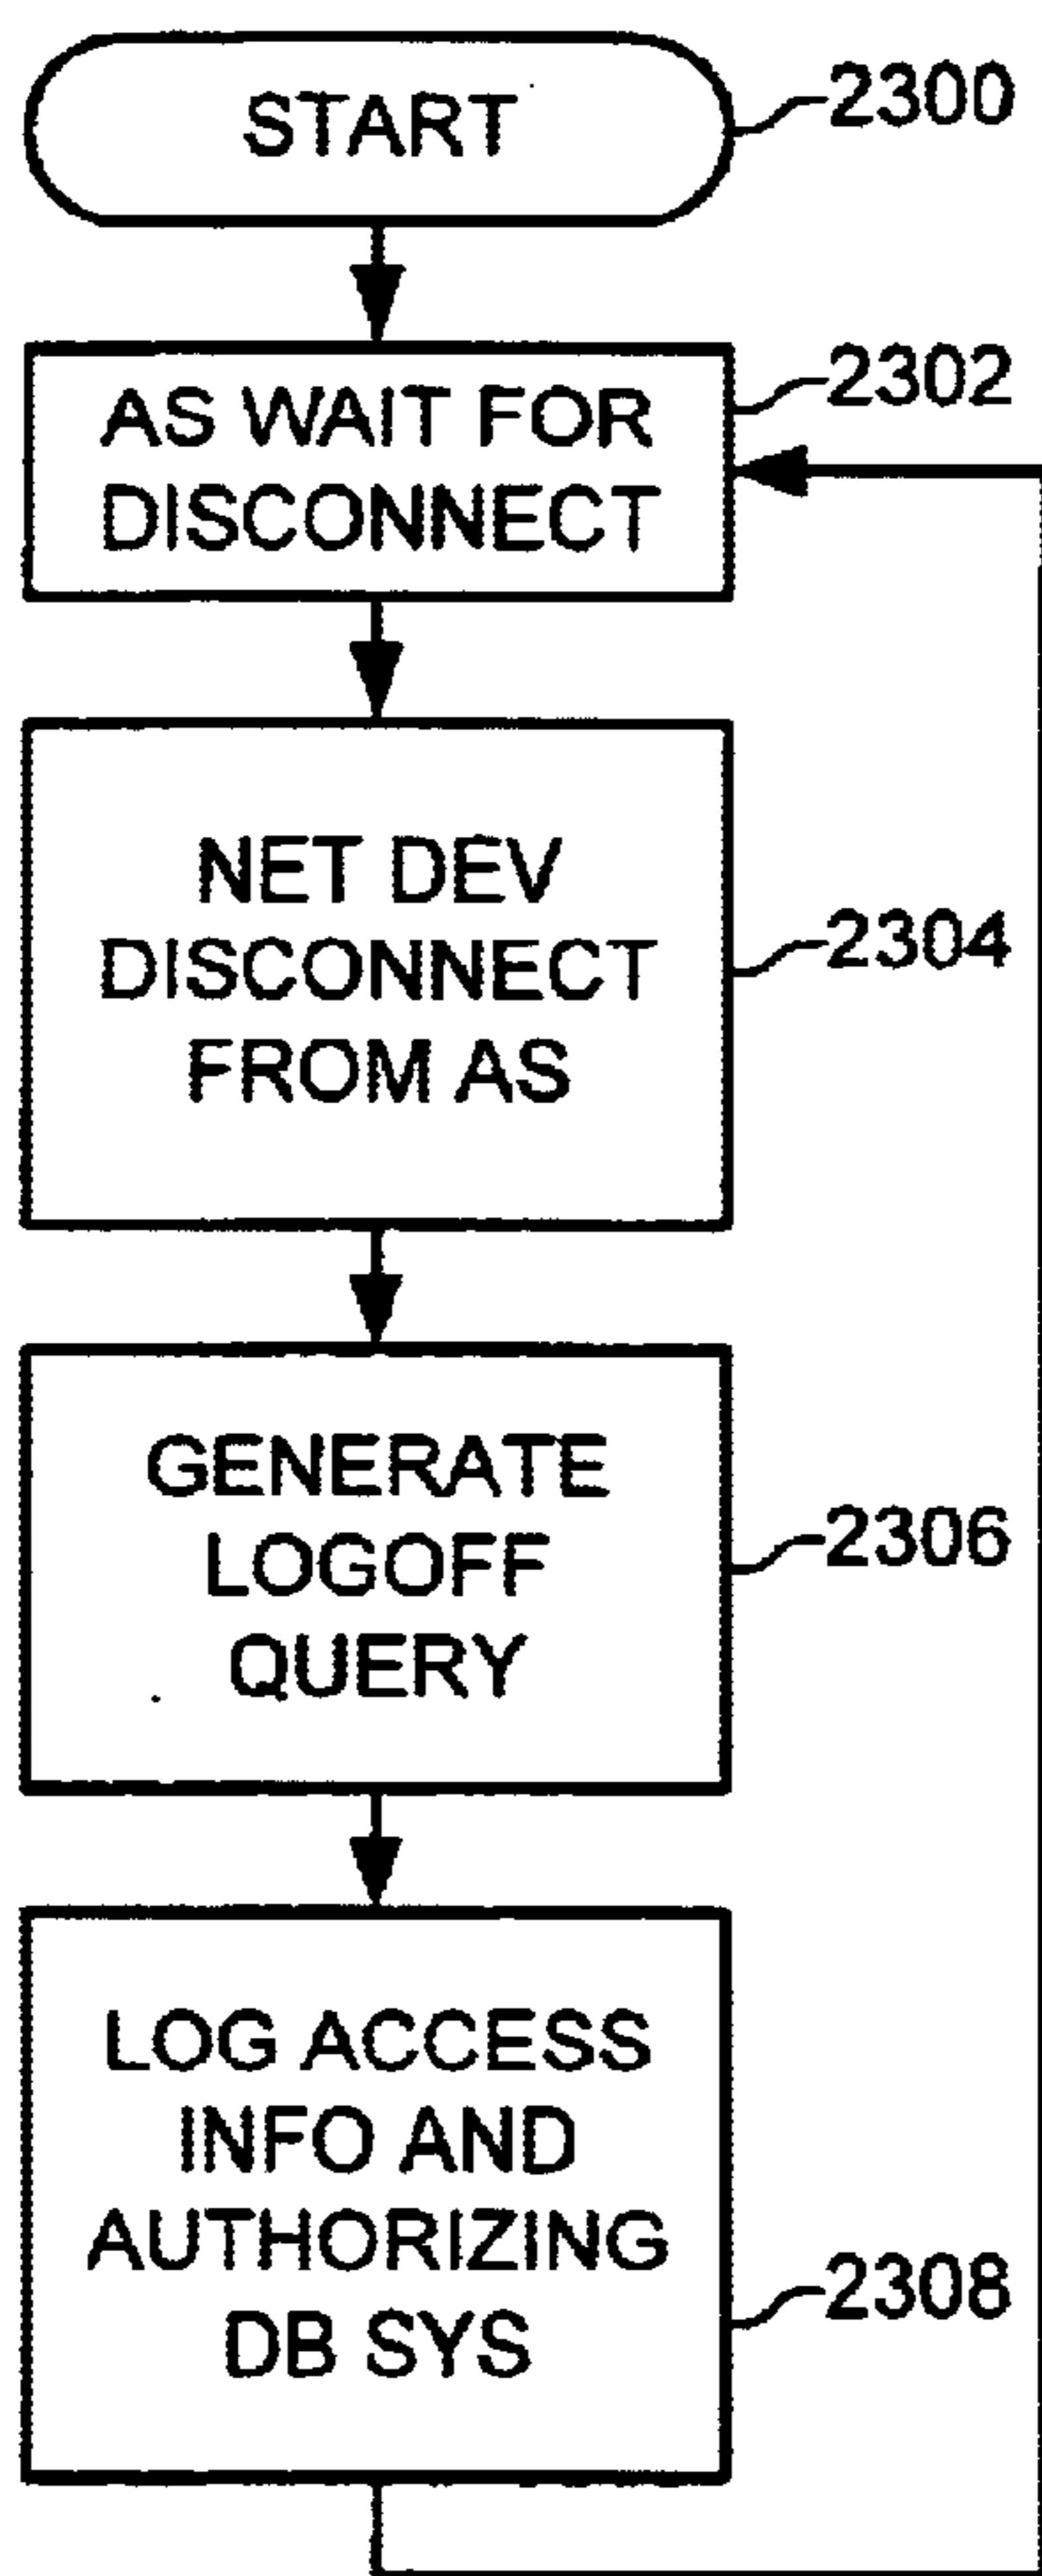 START
2300
AS WAIT FOR
DISCONNECT
2302
NET DEV
DISCONNECT
FROM AS
2304
GENERATE
LOGOFF
QUERY
2306
LOG ACCESS
INFO AND
AUTHORIZING
DB SYS
2308